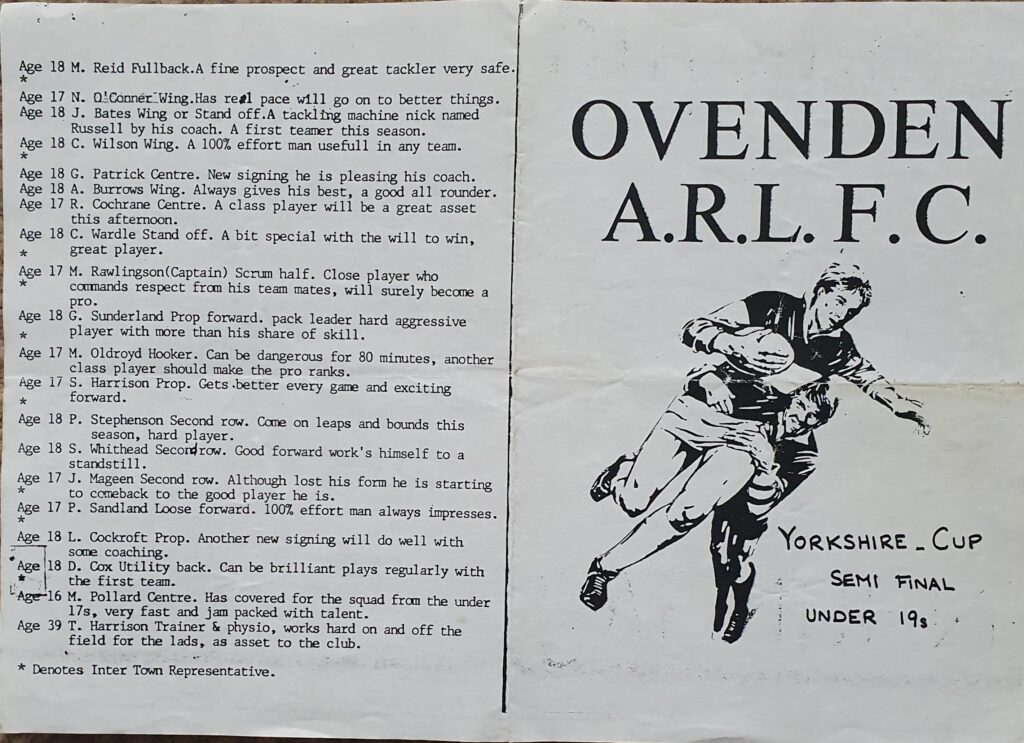 Age 18 M. Reid Fullback.A fine prospect and great tackler very safe.
*
Age 17 N. O'Conner Wing.Has real pace will go on to better things.
Age 18 J. Bates Wing or Stand off.A tackling machine nick named
Russell by his coach. A first teamer this season.
Age 18 C. Wilson Wing. A 100% effort man usefull in any team.
*
Age 18 G. Patrick Centre. New signing he is pleasing his coach.
Age 18 A. Burrows Wing. Always gives his best, a good all rounder.
Age 17 R. Cochrane Centre. A class player will be a great asset
this afternoon.
Age 18 C. Wardle Stand off. A bit special with the will to win,
* great player.
Age 17 M. Rawlingson(Captain) Scrum half. Close player who
* commands respect from his team mates, will surely become a
pro.
Age 18 G. Sunderland Prop forward. pack leader hard aggressive
* player with more than his share of skill.
Age 17 M. Oldroyd Hooker. Can be dangerous for 80 minutes, another
class player should make the pro ranks.
Age 17 S. Harrison Prop. Gets better every game and exciting
* forward.
Age 18 P. Stephenson Second row. Come on leaps and bounds this
season, hard player.
Age 18 S. Whithead Second row. Good forward work's himself to a
standstill.
Age 17 J. Mageen Second row. Although lost his form he is starting
* to comeback to the good player he is.
Age 17 P. Sandland Loose forward. 100% effort man always impresses.
*
Age 18 L. Cockroft Prop. Another new signing will do well with
some coaching.
Age 18 D. Cox Utility back. Can be brilliant plays regularly with
* the first team.
Age 16 M. Pollard Centre. Has covered for the squad from the under
17s, very fast and jam packed with talent.
Age 39 T. Harrison Trainer & physio, works hard on and off the
field for the lads, as asset to the club.
* Denotes Inter Town Representative.
OVENDEN
A.R.L. F.C.
YORKSHIRE - CUP
SEMI FINAL
UNDER 19s